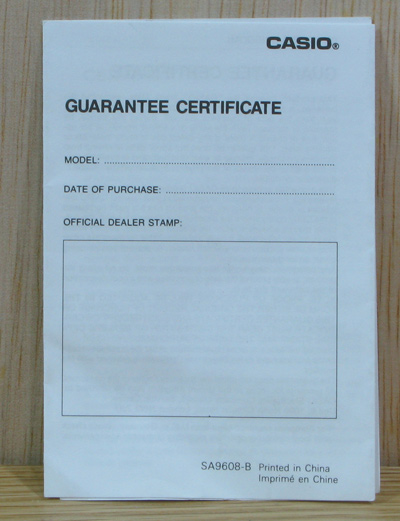 CASIO®
GUARANTEE CERTIFICATE
MODEL: ................................................................
DATE OF PURCHASE: ................................................
OFFICIAL DEALER STAMP:
SA9608-B Printed in China
Imprimé en Chine